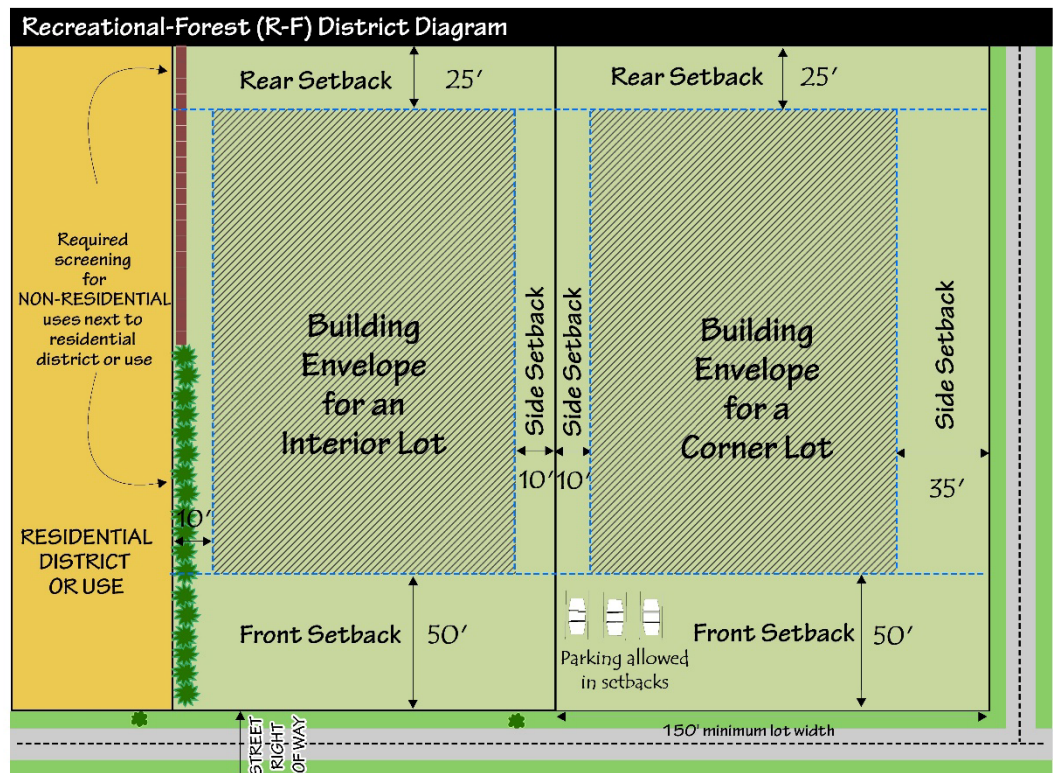 Recreational-Forest (R-F) District Diagram
Rear Setback
25'
Rear Setback
25'
Required
screening
for
NON-RESIDENTIAL
uses next to
residential
district or use
Building
Envelope
for an
Interior Lot
Side Setback
Side Setback
Building
Envelope
for a
Corner Lot
Side Setback
10'
10'
35'
10'
RESIDENTIAL
DISTRICT
OR USE
Front Setback
50'
Parking allowed
in setbacks
Front Setback
50'
STREET
RIGHT
OF WAY
150' minimum lot width